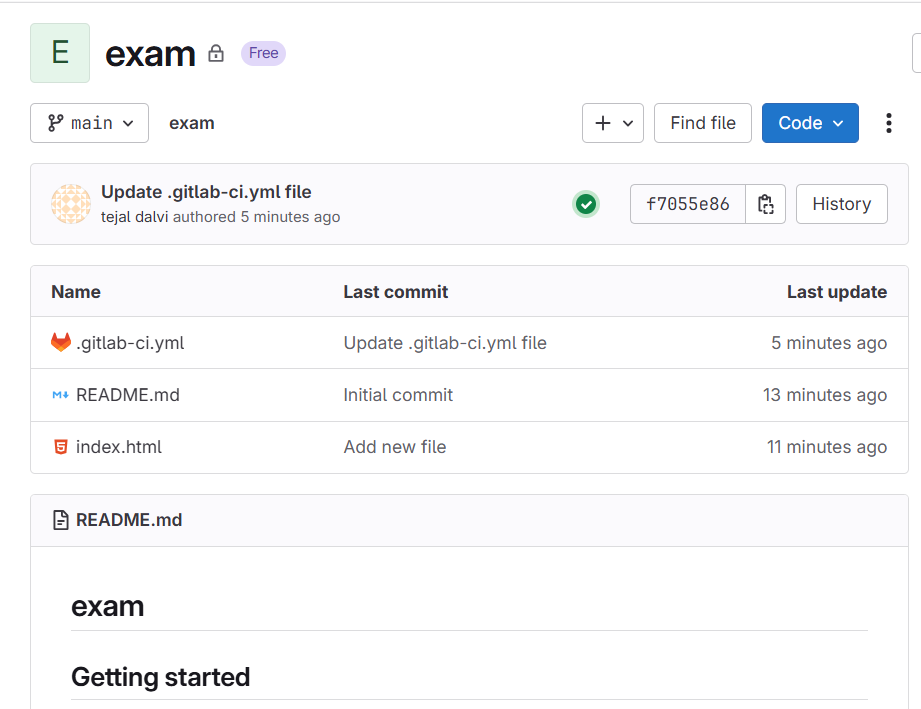 E
exam
Free
main
exam
Find file
Code
Update .gitlab-ci.yml file
tejal dalvi authored 5 minutes ago
f7055e86
History
Name Last commit Last update
.gitlab-ci.yml Update .gitlab-ci.yml file 5 minutes ago
README.md Initial commit 13 minutes ago
index.html Add new file 11 minutes ago
README.md
exam
Getting started